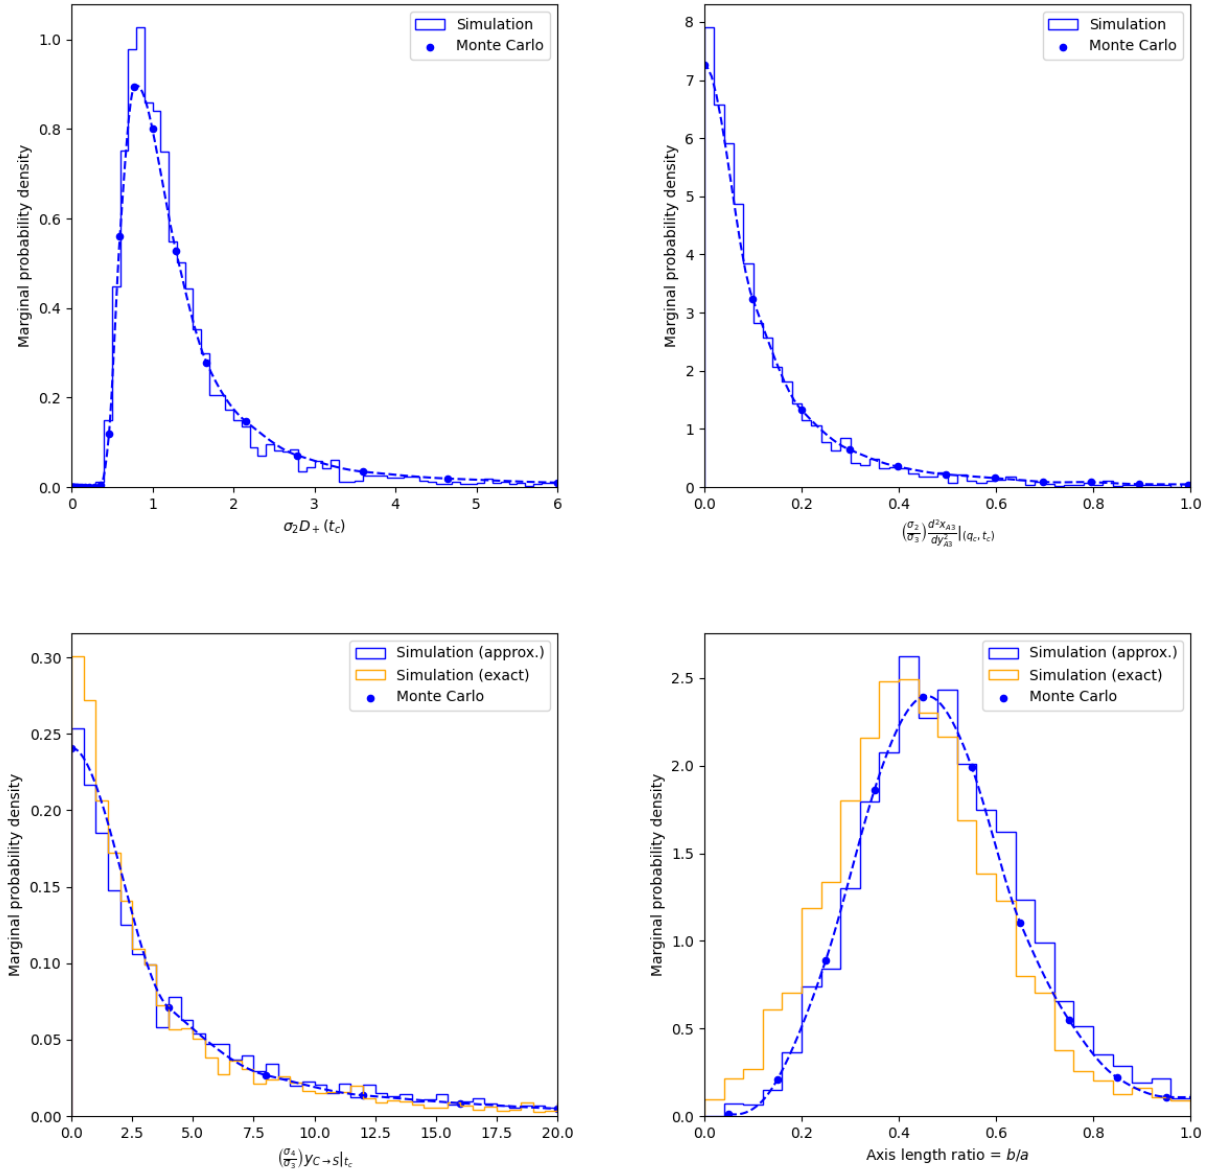 Simulation
Monte Carlo
Marginal probability density
1.0
0.8
0.6
0.4
0.2
0.0
0 1 2 3 4 5 6
σ₂D₊(t_c)
Simulation
Monte Carlo
Marginal probability density
8
7
6
5
4
3
2
1
0
0.0 0.2 0.4 0.6 0.8 1.0
(σ₂/σ₃) d²x_A3/dy²_A3 |(q_c, t_c)
Simulation (approx.)
Simulation (exact)
Monte Carlo
Marginal probability density
0.30
0.25
0.20
0.15
0.10
0.05
0.00
0.0 2.5 5.0 7.5 10.0 12.5 15.0 17.5 20.0
(σ₄/σ₃) y_C→S|t_c
Simulation (approx.)
Simulation (exact)
Monte Carlo
Marginal probability density
2.5
2.0
1.5
1.0
0.5
0.0
0.0 0.2 0.4 0.6 0.8 1.0
Axis length ratio = b/a